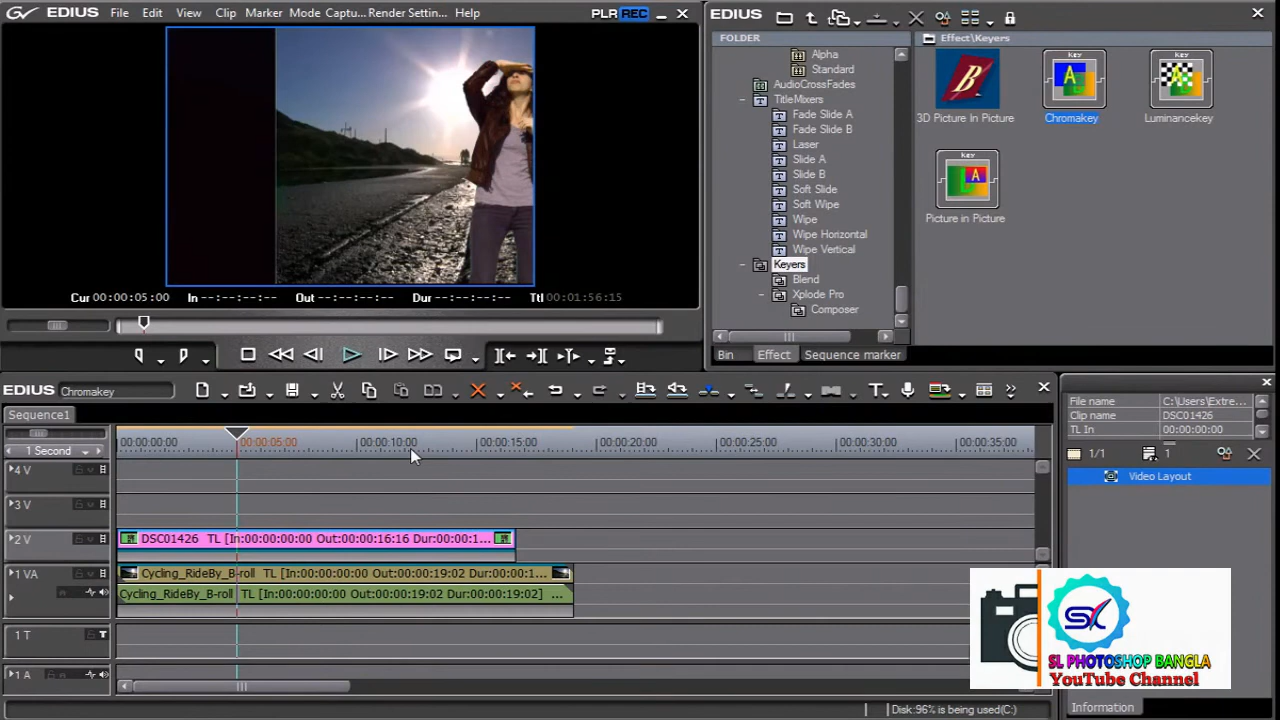 EDIUS File Edit View Clip Marker Mode Captu... Render Settin... Help PLR REC
Cur 00:00:05:00 In --:--:--:-- Out --:--:--:-- Dur --:--:--:-- Ttl 00:01:56:15
EDIUS
FOLDER
Alpha
Standard
AudioCrossFades
TitleMixers
Fade Slide A
Fade Slide B
Laser
Slide A
Slide B
Soft Slide
Soft Wipe
Wipe
Wipe Horizontal
Wipe Vertical
Keyers
Blend
Xplode Pro
Composer
Effect\Keyers
3D Picture In Picture
Chromakey
Luminancekey
Picture in Picture
Bin Effect Sequence marker
EDIUS Chromakey
Sequence1
1 Second
00:00:00:00 00:00:05:00 00:00:10:00 00:00:15:00 00:00:20:00 00:00:25:00 00:00:30:00 00:00:35:00
4 V
3 V
2 V DSC01426 TL [In:00:00:00:00 Out:00:00:16:16 Dur:00:00:1...
1 VA Cycling_RideBy_B-roll TL [In:00:00:00:00 Out:00:00:19:02 Dur:00:00:1...
Cycling_RideBy_B-roll TL [In:00:00:00:00 Out:00:00:19:02 Dur:00:00:19:02] ...
1 T
1 A
File name C:\Users\Extre...
Clip name DSC01426
TL In 00:00:00:00
1/1 1
Video Layout
SL PHOTOSHOP BANGLA
YouTube Channel
Disk:96% is being used(C:)
Information